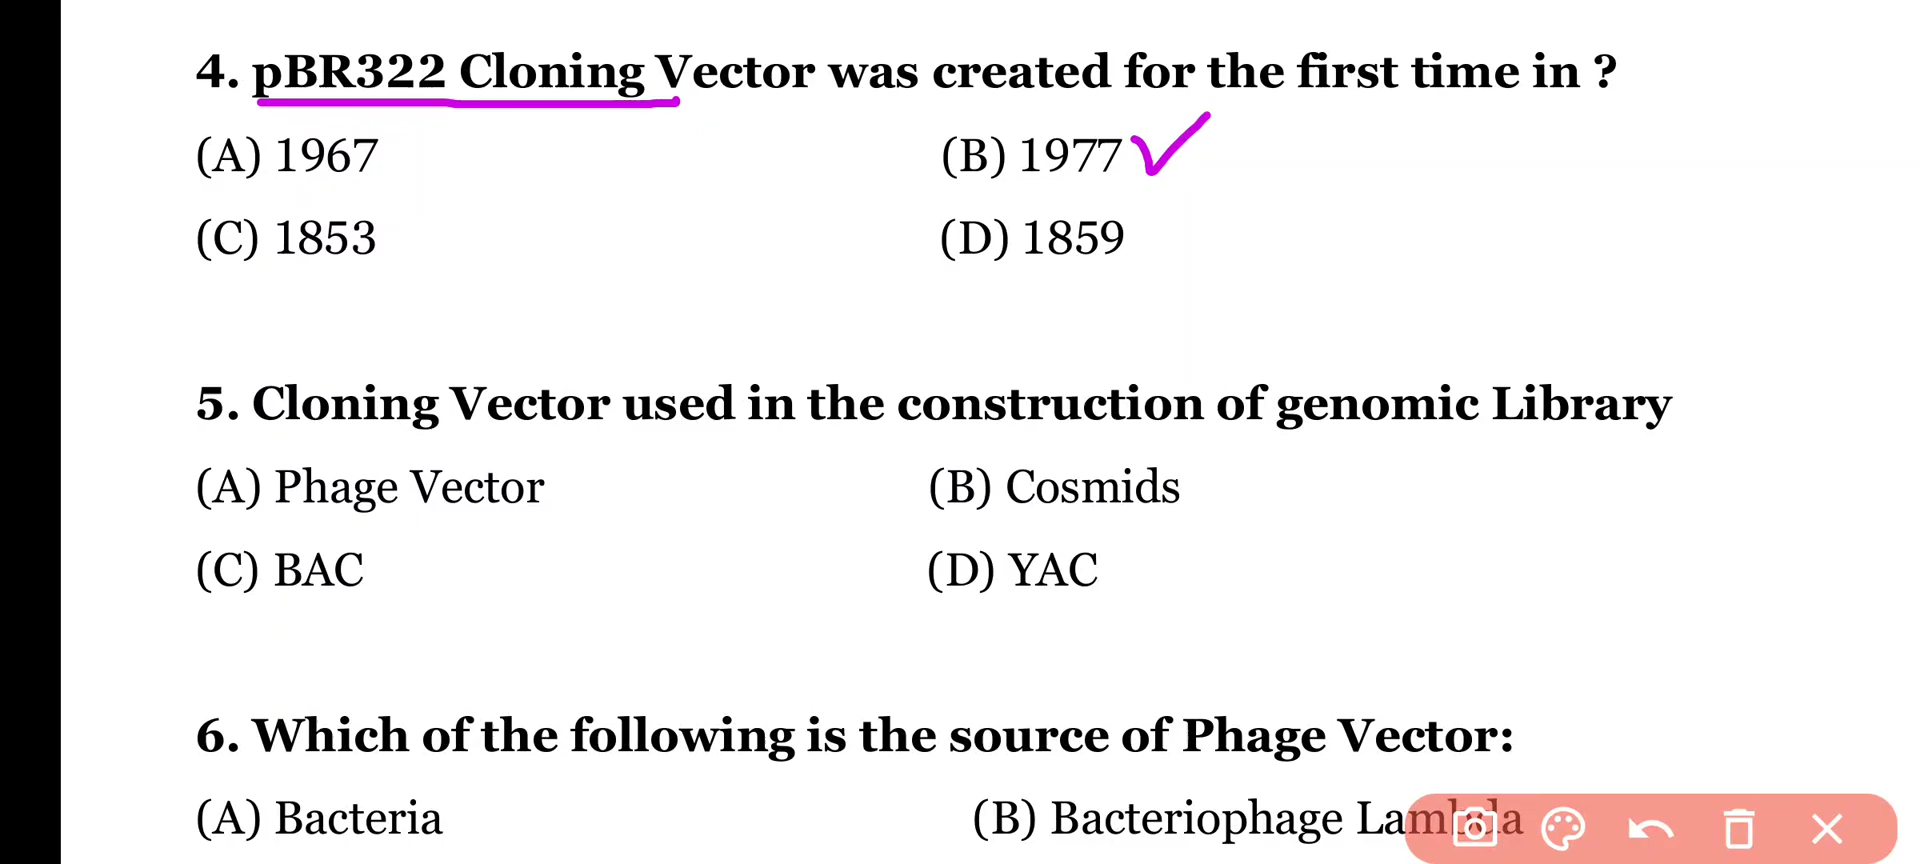 4. pBR322 Cloning Vector was created for the first time in ?
(A) 1967 (B) 1977
(C) 1853 (D) 1859
5. Cloning Vector used in the construction of genomic Library
(A) Phage Vector (B) Cosmids
(C) BAC (D) YAC
6. Which of the following is the source of Phage Vector:
(A) Bacteria (B) Bacteriophage Lambda